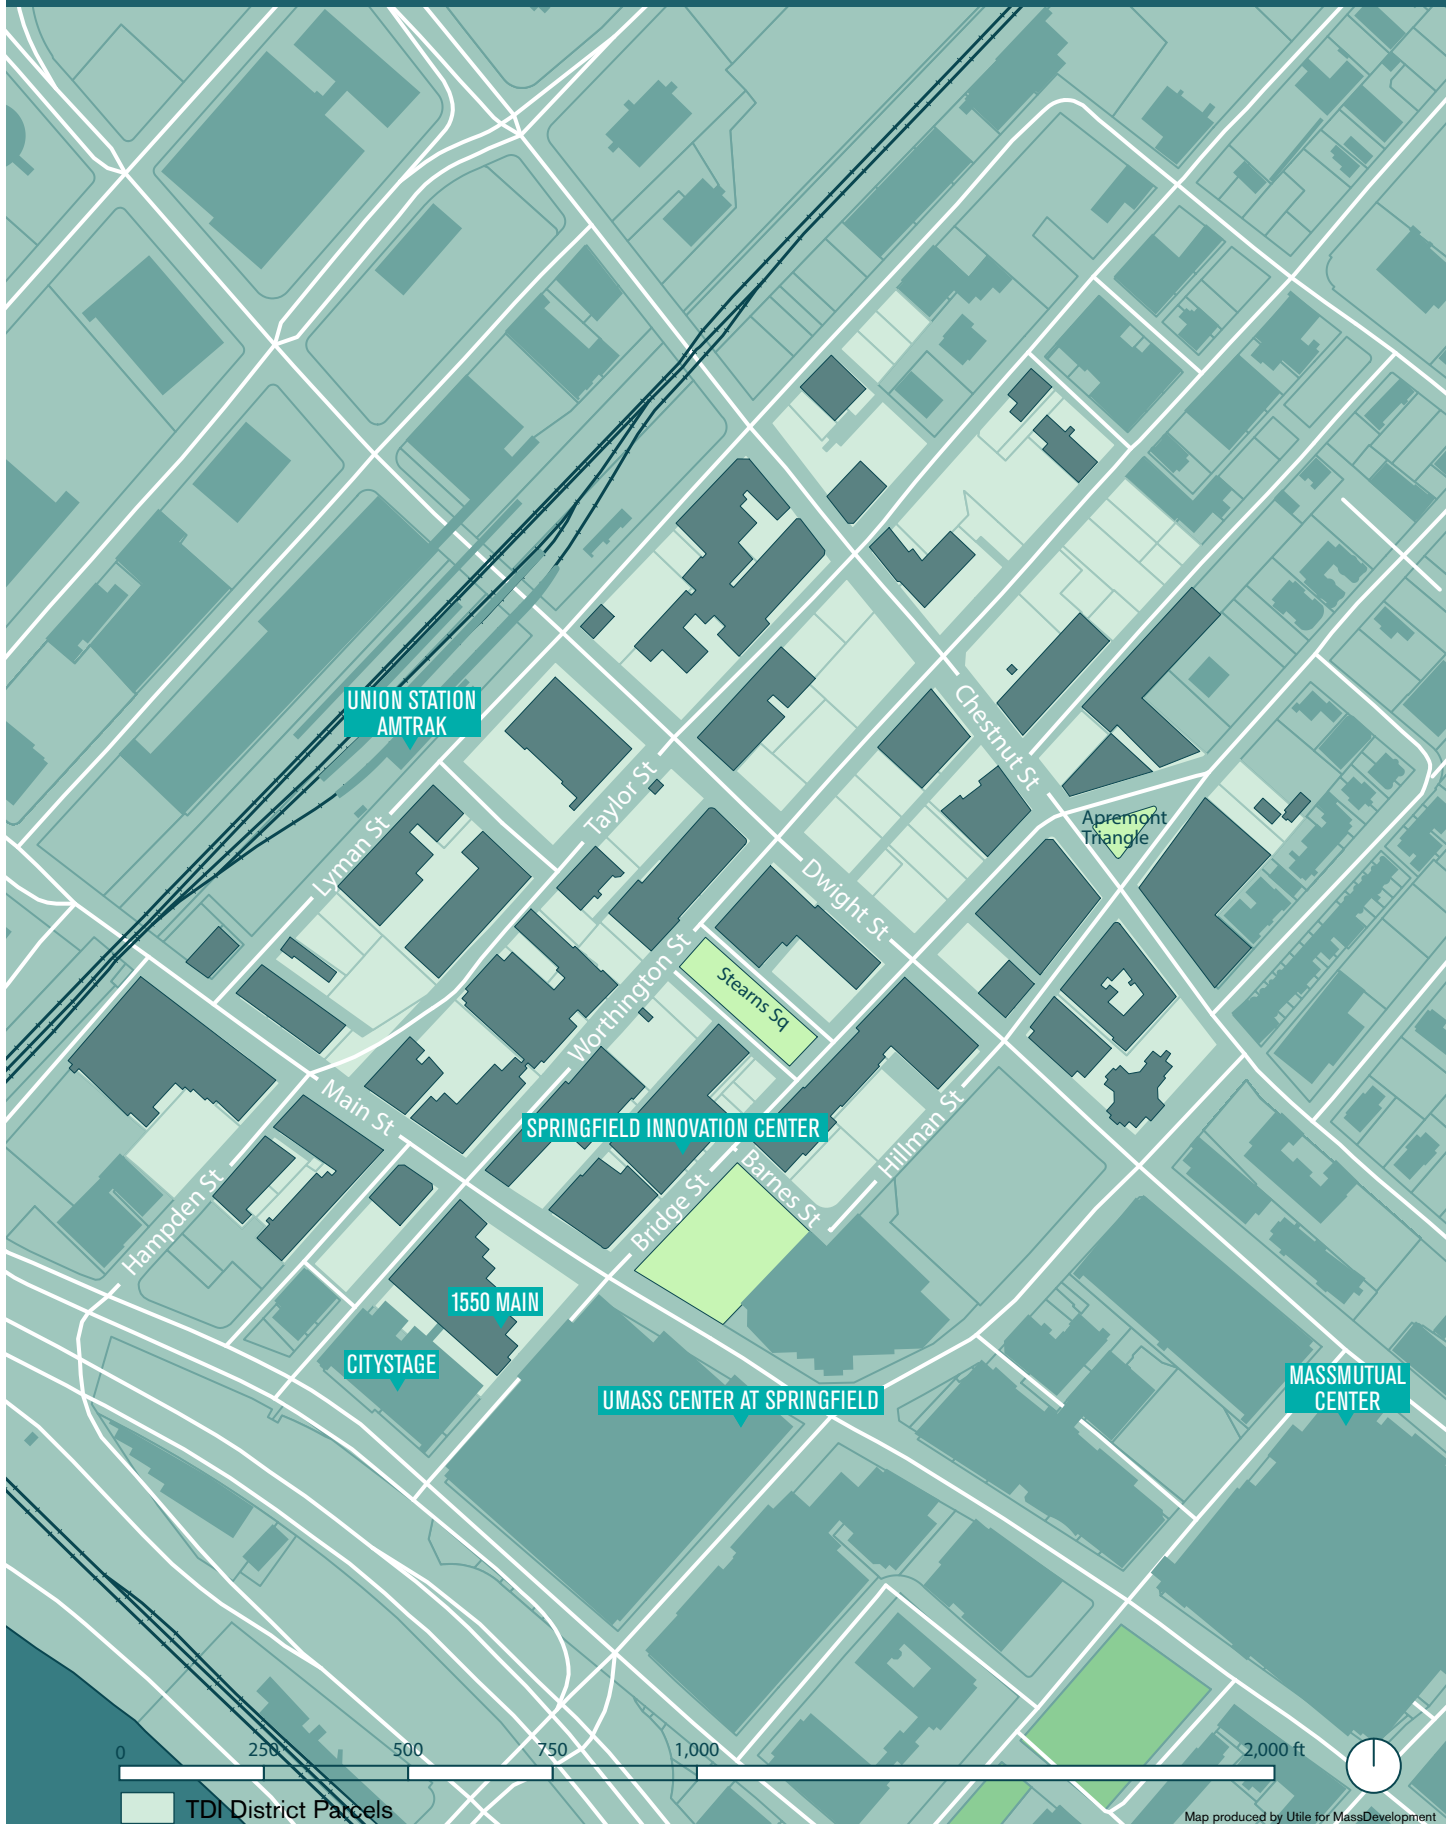 UNION STATION
AMTRAK
Chestnut St
Taylor St
Apremont
Triangle
Lyman St
Dwight St
Stearns Sq
Worthington St
Main St
SPRINGFIELD INNOVATION CENTER
Hillman St
Barnes St
Bridge St
Hampden St
1550 MAIN
CITYSTAGE
UMASS CENTER AT SPRINGFIELD
MASSMUTUAL
CENTER
0 250 500 750 1,000 2,000 ft
TDI District Parcels
Map produced by Utile for MassDevelopment